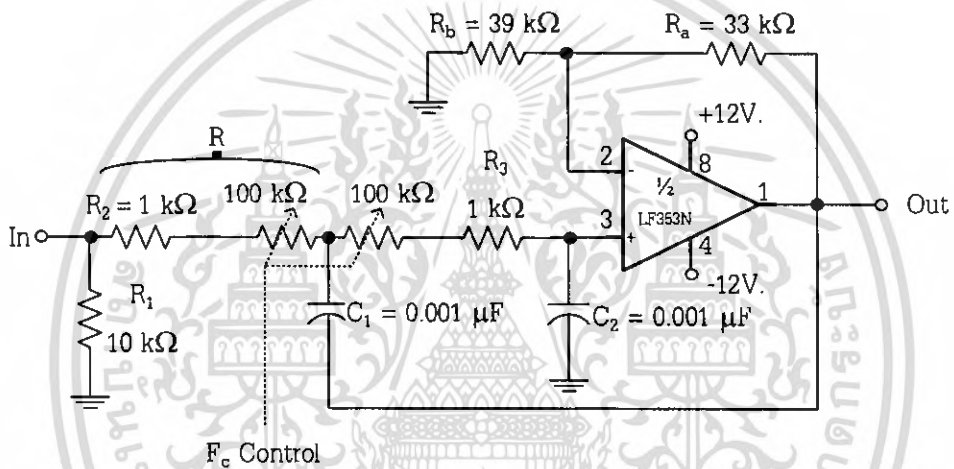 R_b = 39 kΩ
R_a = 33 kΩ
+12V.
R
R_3
2
8
½
1
-
100 kΩ
100 kΩ
R_2 = 1 kΩ
1 kΩ
3
+
LF353N
Out
In
4
-12V.
R_1
10 kΩ
C_1 = 0.001 μF
C_2 = 0.001 μF
F_c Control